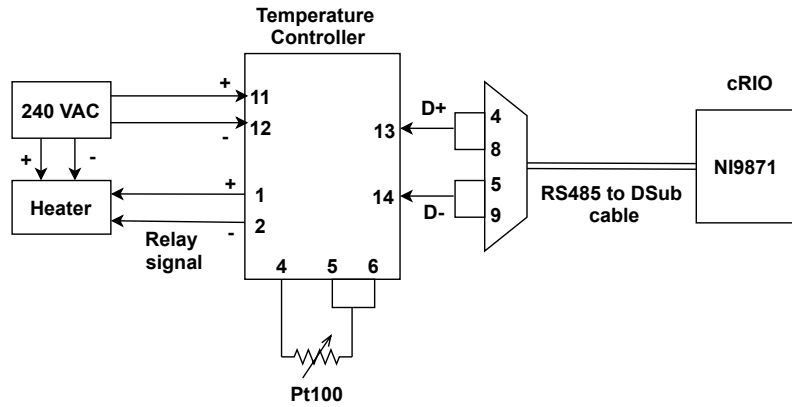 Temperature
Controller
cRIO
240 VAC
+
11
12
-
+
-
D+
4
13
8
NI9871
Heater
+
1
2
-
14
5
D-
9
RS485 to DSub
cable
Relay
signal
4
5
6
Pt100